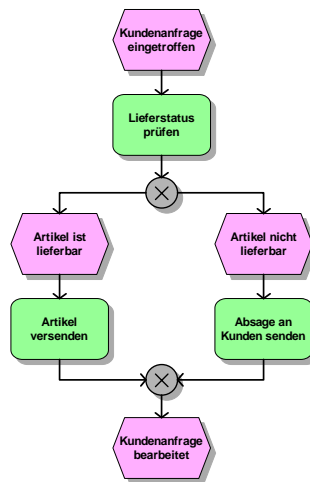 Kundenanfrage
eingetroffen
Lieferstatus
prüfen
Artikel ist
lieferbar
Artikel nicht
lieferbar
Artikel
versenden
Absage an
Kunden senden
Kundenanfrage
bearbeitet